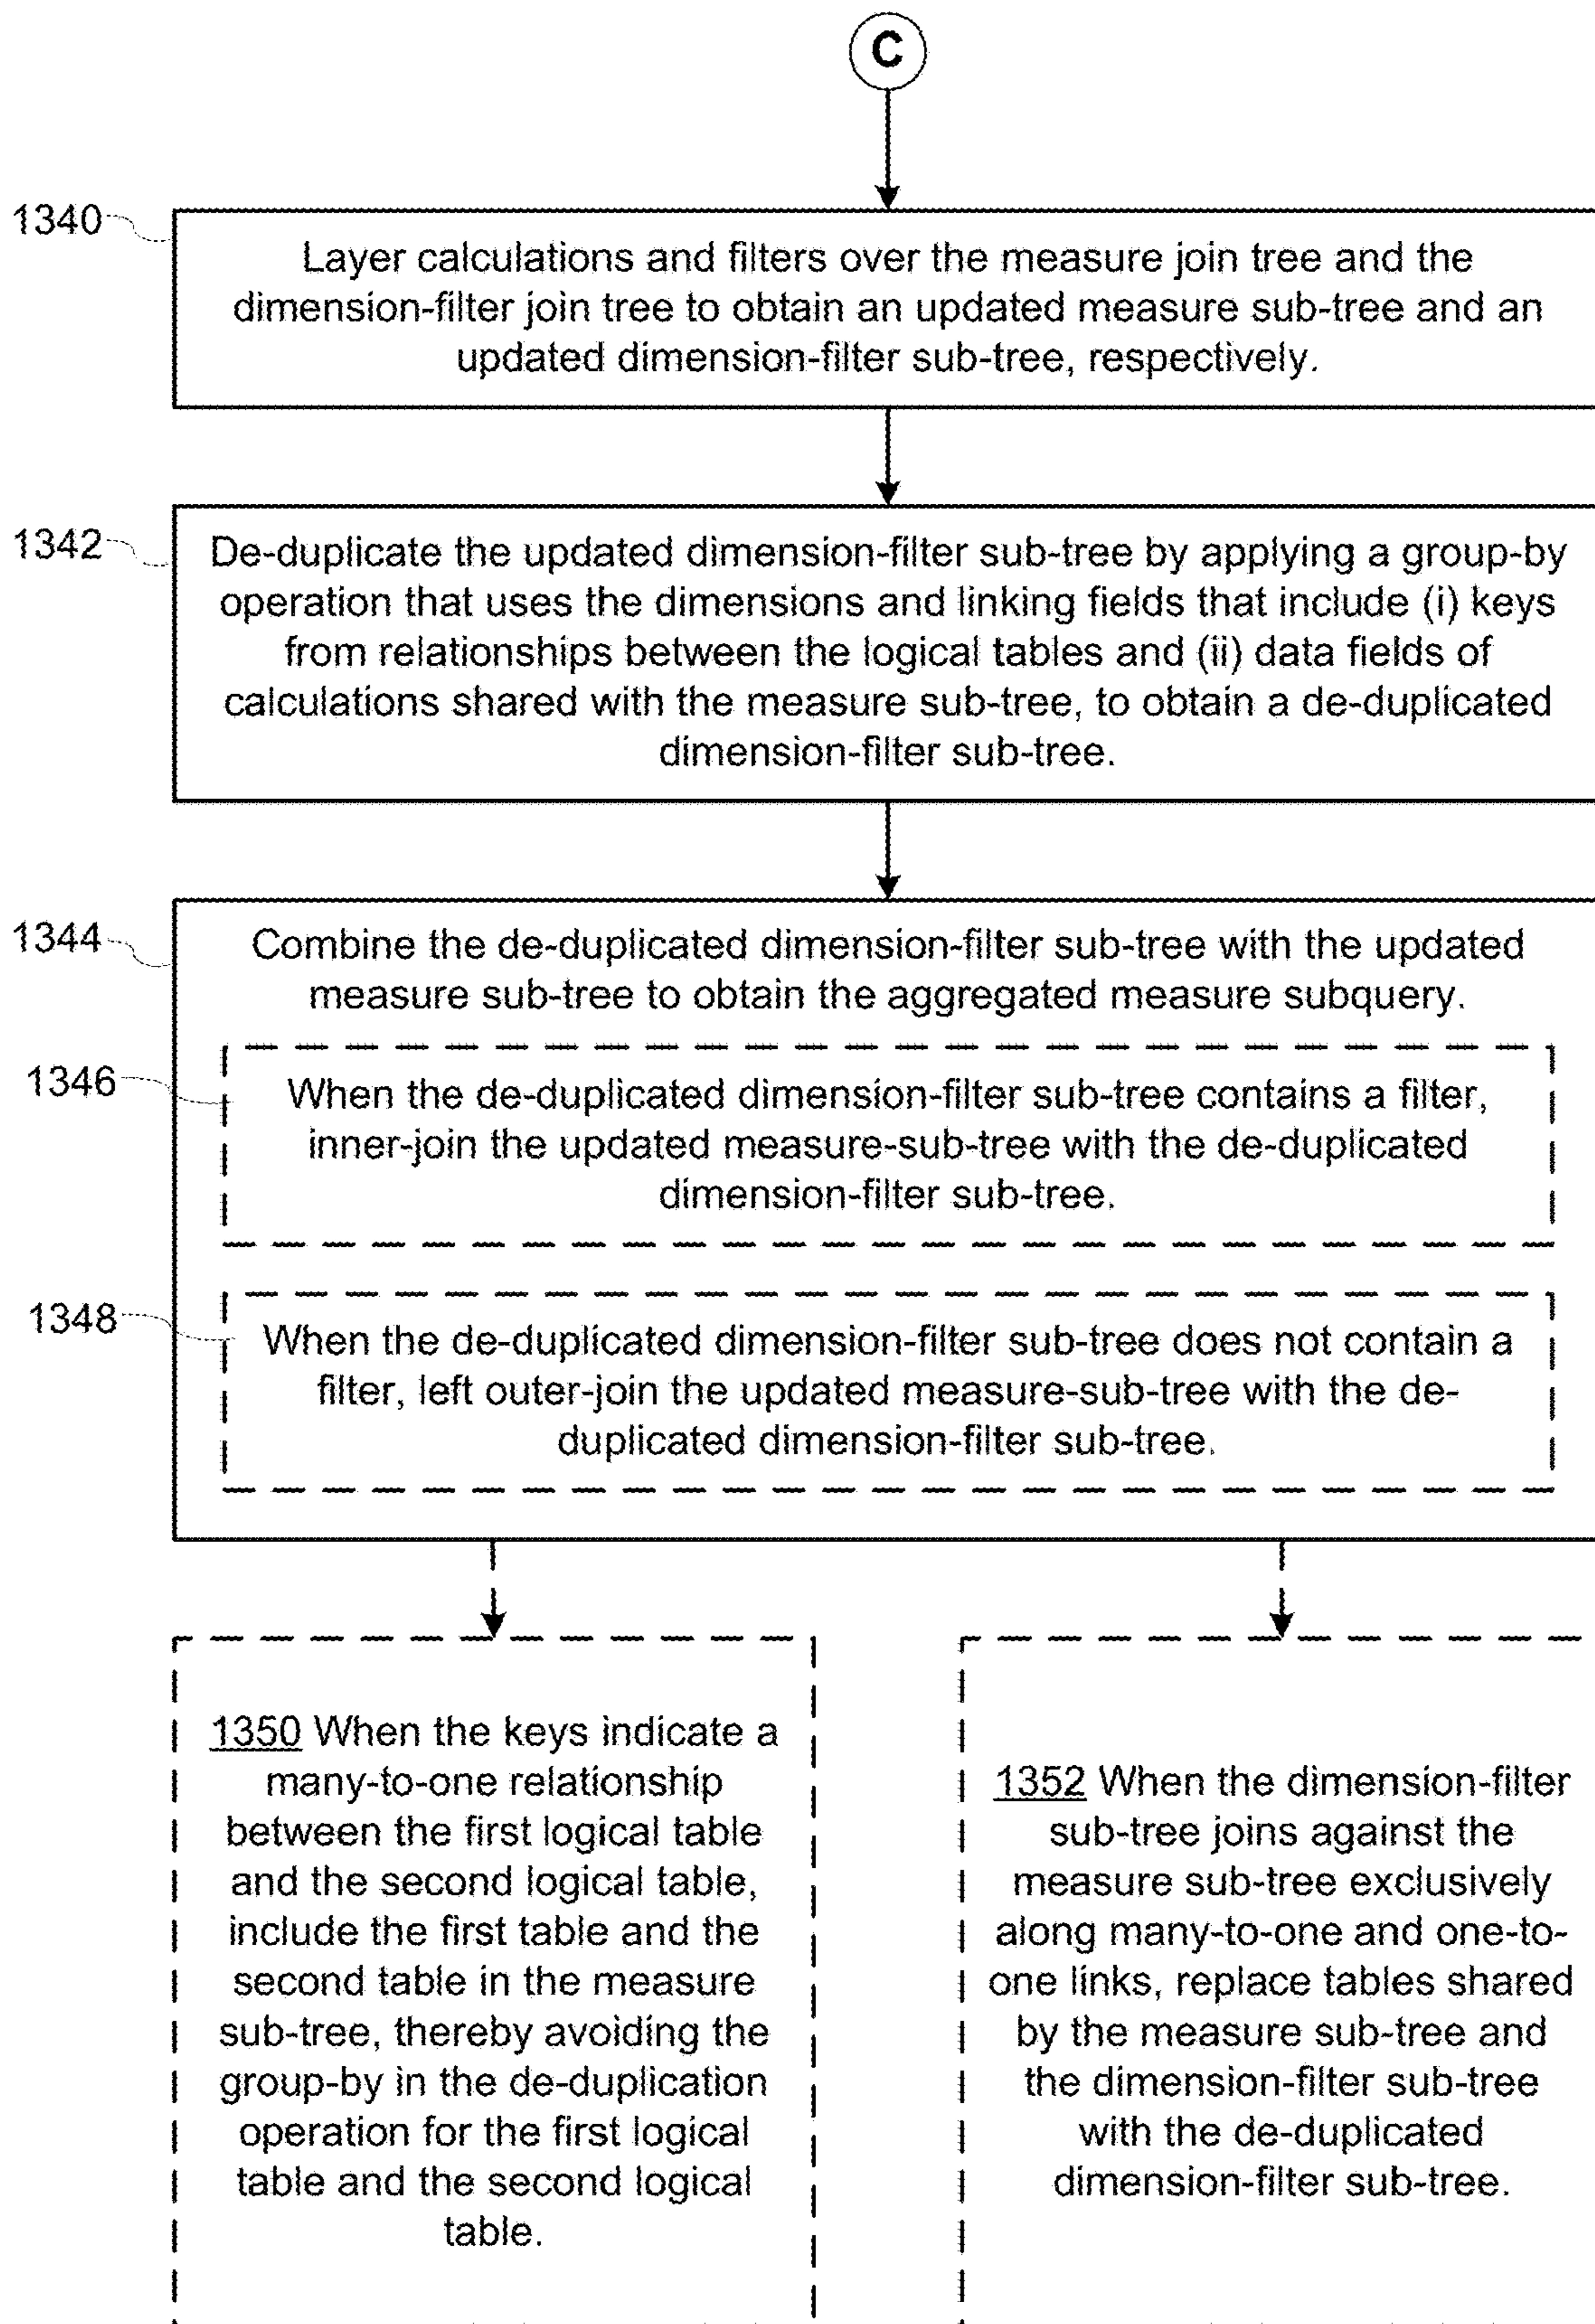 C
1340
Layer calculations and filters over the measure join tree and the
dimension-filter join tree to obtain an updated measure sub-tree and an
updated dimension-filter sub-tree, respectively.
1342
De-duplicate the updated dimension-filter sub-tree by applying a group-by
operation that uses the dimensions and linking fields that include (i) keys
from relationships between the logical tables and (ii) data fields of
calculations shared with the measure sub-tree, to obtain a de-duplicated
dimension-filter sub-tree.
1344
Combine the de-duplicated dimension-filter sub-tree with the updated
measure sub-tree to obtain the aggregated measure subquery.
1346
When the de-duplicated dimension-filter sub-tree contains a filter,
inner-join the updated measure-sub-tree with the de-duplicated
dimension-filter sub-tree.
1348
When the de-duplicated dimension-filter sub-tree does not contain a
filter, left outer-join the updated measure-sub-tree with the de-
duplicated dimension-filter sub-tree.
1350 When the keys indicate a
many-to-one relationship
between the first logical table
and the second logical table,
include the first table and the
second table in the measure
sub-tree, thereby avoiding the
group-by in the de-duplication
operation for the first logical
table and the second logical
table.
1352 When the dimension-filter
sub-tree joins against the
measure sub-tree exclusively
along many-to-one and one-to-
one links, replace tables shared
by the measure sub-tree and
the dimension-filter sub-tree
with the de-duplicated
dimension-filter sub-tree.